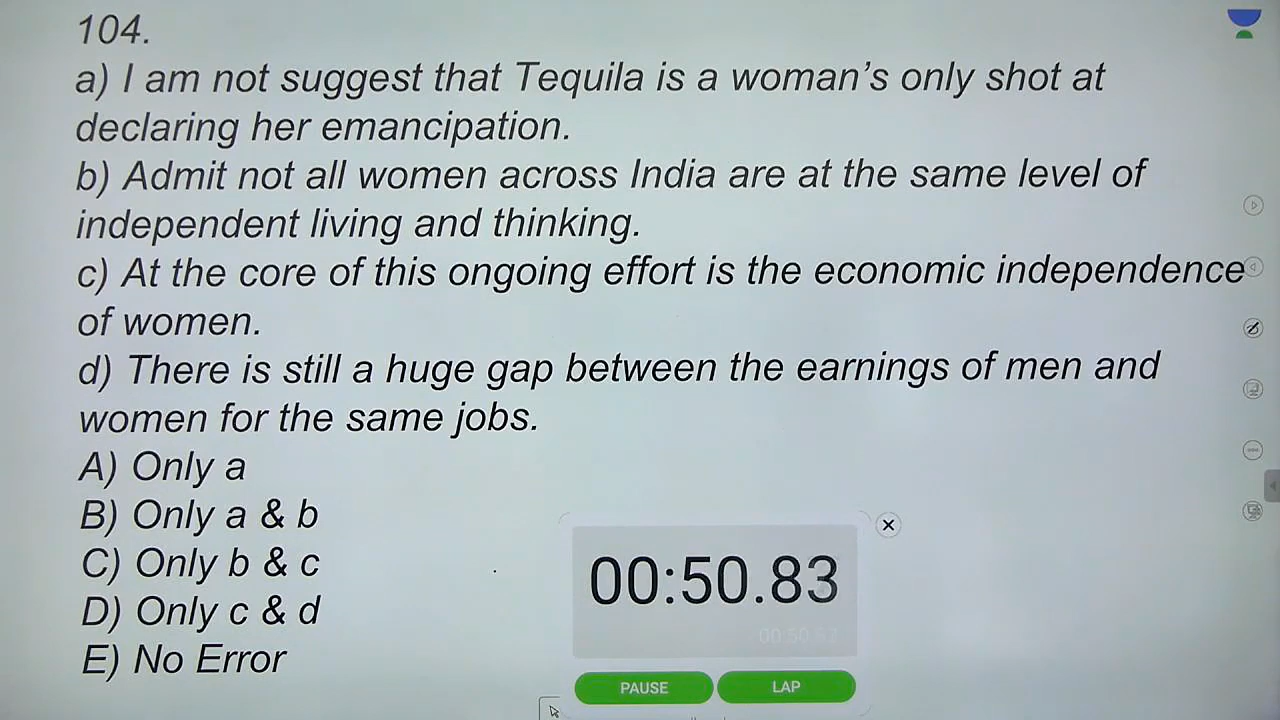 104.
a) I am not suggest that Tequila is a woman's only shot at
declaring her emancipation.
b) Admit not all women across India are at the same level of
independent living and thinking.
c) At the core of this ongoing effort is the economic independence
of women.
d) There is still a huge gap between the earnings of men and
women for the same jobs.
A) Only a
B) Only a & b
C) Only b & c
D) Only c & d
E) No Error
00:50.83
PAUSE
LAP